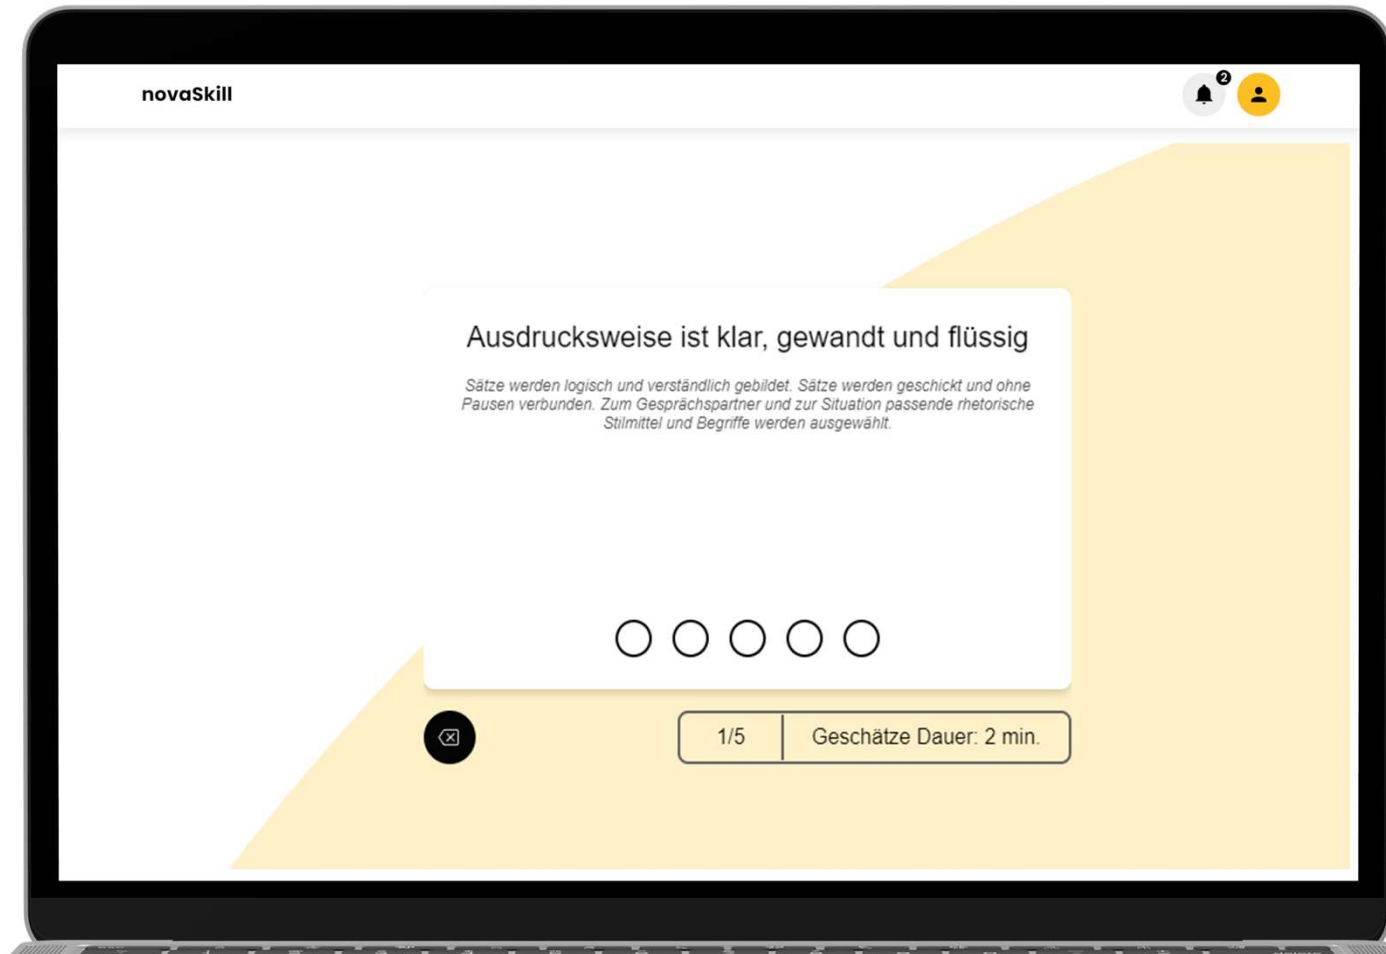 novaSkill
2
Ausdrucksweise ist klar, gewandt und flüssig
Sätze werden logisch und verständlich gebildet. Sätze werden geschickt und ohne
Pausen verbunden. Zum Gesprächspartner und zur Situation passende rhetorische
Stilmittel und Begriffe werden ausgewählt.
1/5
Geschätze Dauer: 2 min.